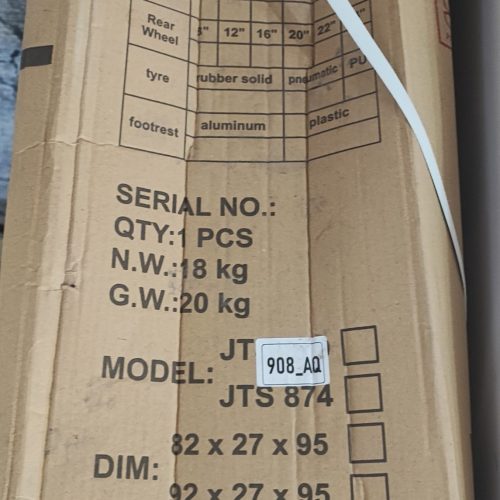 Rear Wheel 8" 12" 16" 20" 22"
tyre rubber solid pneumatic PU
footrest aluminum plastic
SERIAL NO.:
QTY:1 PCS
N.W.:18 kg
G.W.:20 kg
JT
MODEL: 908_AQ
JTS 874
82 x 27 x 95
DIM:
92 x 27 x 95